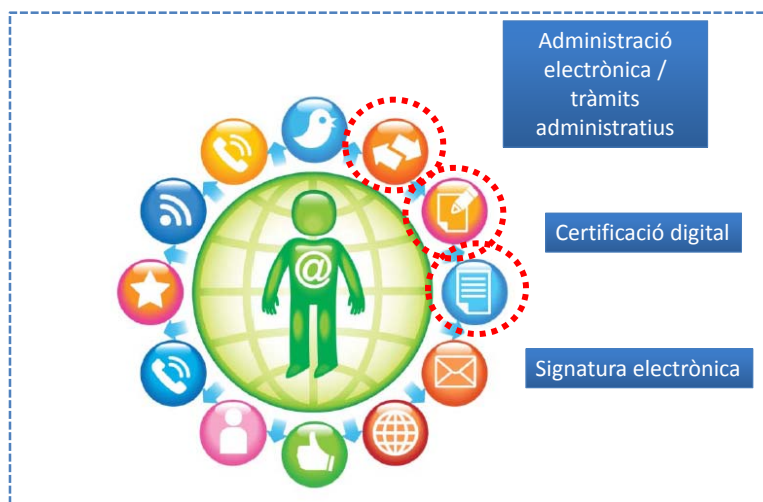 Administració
electrònica /
tràmits
administratius
@
Certificació digital
Signatura electrònica